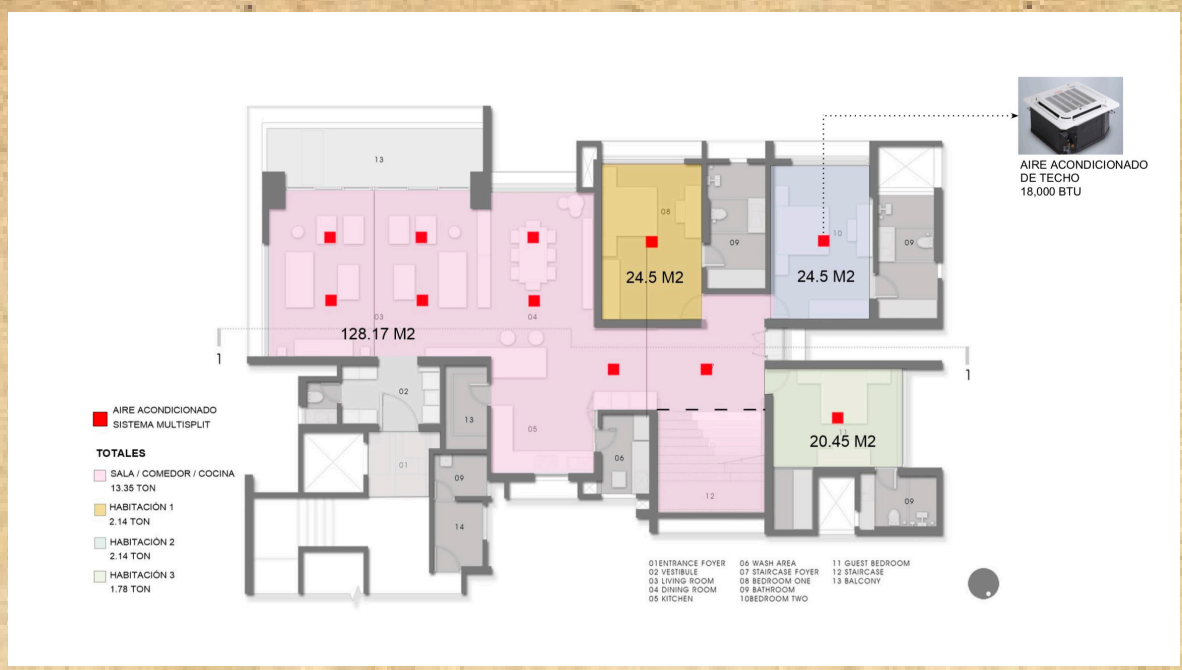 AIRE ACONDICIONADO
DE TECHO
18,000 BTU
13
08
09
10
09
24.5 M2
24.5 M2
03
04
128.17 M2
1
1
02
13
05
06
01
09
14
12
11
20.45 M2
09
AIRE ACONDICIONADO
SISTEMA MULTISPLIT
TOTALES
SALA / COMEDOR / COCINA
13.35 TON
HABITACIÓN 1
2.14 TON
HABITACIÓN 2
2.14 TON
HABITACIÓN 3
1.78 TON
01ENTRANCE FOYER
02 VESTIBULE
03 LIVING ROOM
04 DINING ROOM
05 KITCHEN
06 WASH AREA
07 STAIRCASE FOYER
08 BEDROOM ONE
09 BATHROOM
10BEDROOM TWO
11 GUEST BEDROOM
12 STAIRCASE
13 BALCONY